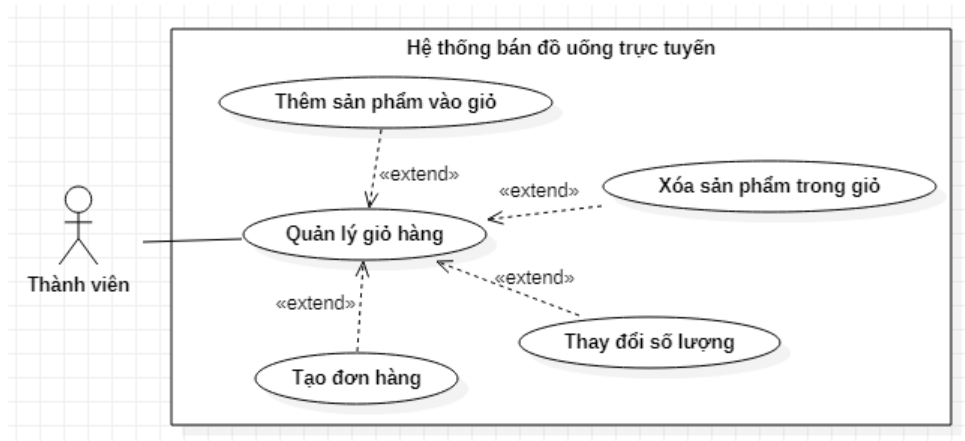 Hệ thống bán đồ uống trực tuyến
Thêm sản phẩm vào giỏ
«extend»
«extend»
Xóa sản phẩm trong giỏ
Quản lý giỏ hàng
Thành viên
«extend»
«extend»
Thay đổi số lượng
Tạo đơn hàng